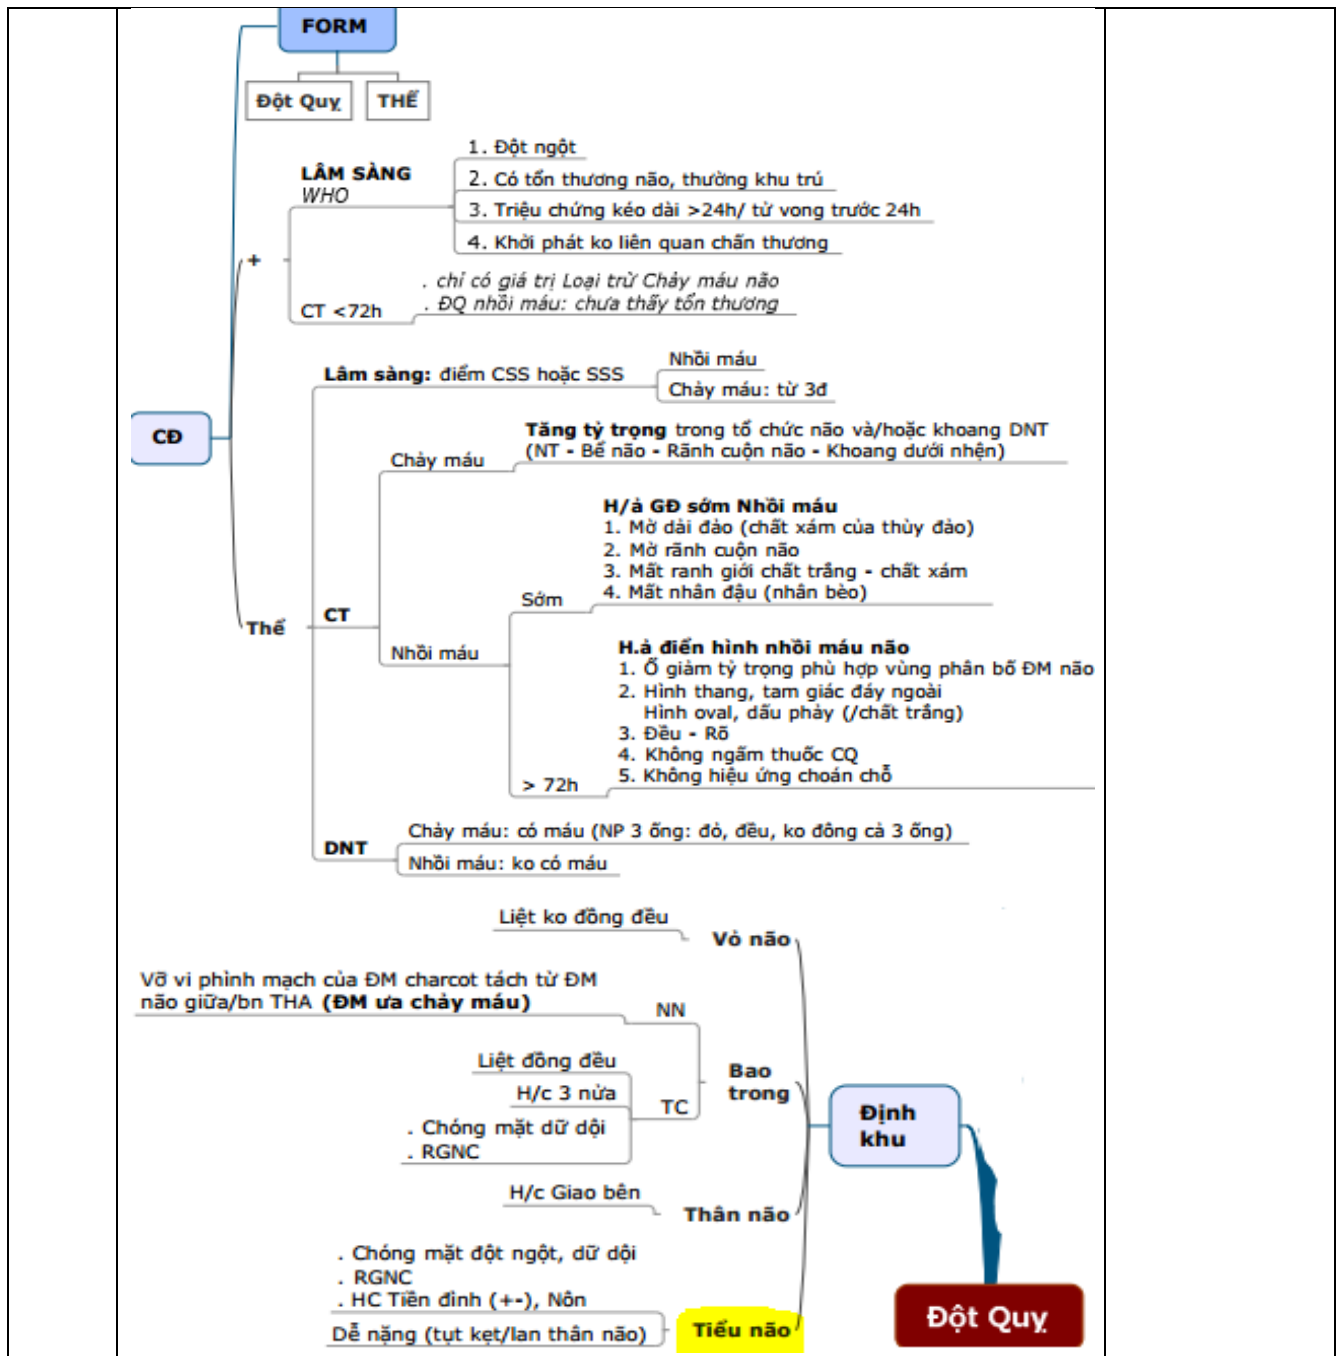 FORM
Đột Quỵ
THỂ
LÂM SÀNG
WHO
1. Đột ngột
2. Có tổn thương não, thường khu trú
3. Triệu chứng kéo dài >24h/ tử vong trước 24h
4. Khởi phát ko liên quan chấn thương
+
CT <72h
. chỉ có giá trị Loại trừ Chảy máu não
. ĐQ nhồi máu: chưa thấy tổn thương
CĐ
Lâm sàng: điểm CSS hoặc SSS
Nhồi máu
Chảy máu: từ 3đ
Thể
CT
Chảy máu
Tăng tỷ trọng trong tổ chức não và/hoặc khoang DNT
(NT - Bể não - Rãnh cuộn não - Khoang dưới nhện)
Nhồi máu
Sớm
H/ả GĐ sớm Nhồi máu
1. Mờ dải đảo (chất xám của thùy đảo)
2. Mờ rãnh cuộn não
3. Mất ranh giới chất trắng - chất xám
4. Mất nhân đậu (nhân bèo)
> 72h
H.ả điển hình nhồi máu não
1. Ổ giảm tỷ trọng phù hợp vùng phân bố ĐM não
2. Hình thang, tam giác đáy ngoài
Hình oval, dấu phảy (/chất trắng)
3. Đều - Rõ
4. Không ngấm thuốc CQ
5. Không hiệu ứng choán chỗ
DNT
Chảy máu: có máu (NP 3 ống: đỏ, đều, ko đông cả 3 ống)
Nhồi máu: ko có máu
Liệt ko đồng đều
Vỏ não
Vỡ vi phình mạch của ĐM charcot tách từ ĐM
não giữa/bn THA (ĐM ưa chảy máu)
NN
Liệt đồng đều
H/c 3 nửa
. Chóng mặt dữ dội
. RGNC
TC
Bao
trong
Định
khu
H/c Giao bên
Thân não
. Chóng mặt đột ngột, dữ dội
. RGNC
. HC Tiền đình (+-), Nôn
Dễ nặng (tụt kẹt/lan thân não)
Tiểu não
Đột Quỵ